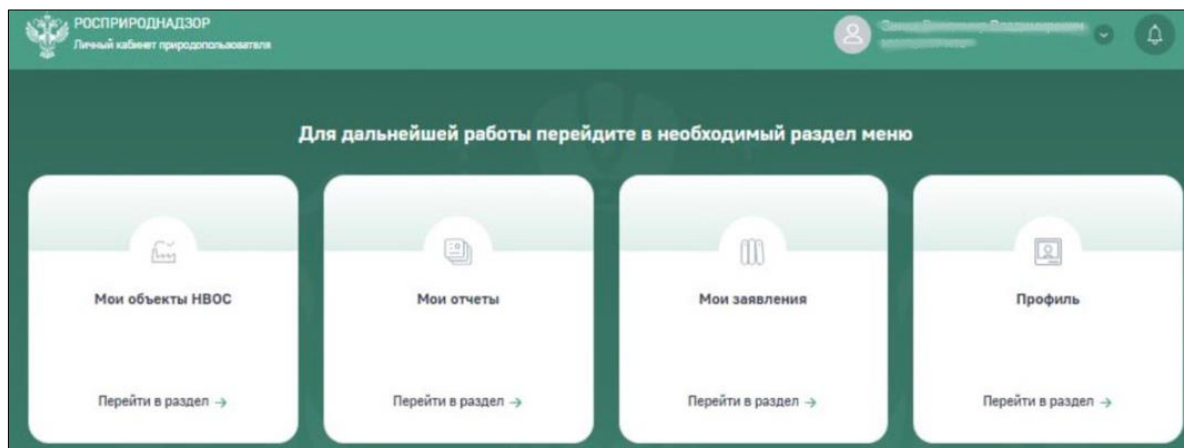 РОСПРИРОДНАДЗОР
Личный кабинет природопользователя
Для дальнейшей работы перейдите в необходимый раздел меню
Мои объекты НВОС
Мои отчеты
Мои заявления
Профиль
Перейти в раздел →
Перейти в раздел →
Перейти в раздел →
Перейти в раздел →